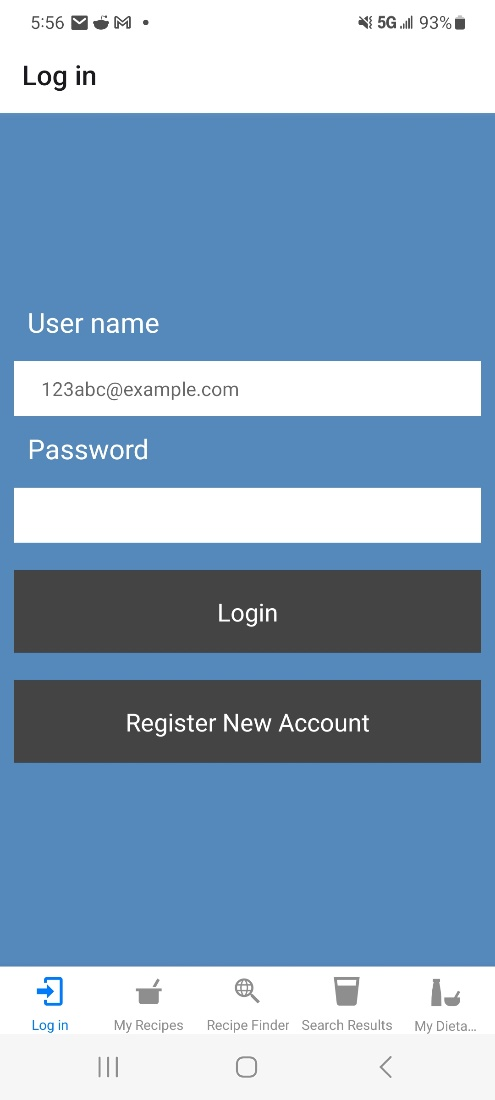 5:56 5G 93%
Log in
User name
123abc@example.com
Password
Login
Register New Account
Log in My Recipes Recipe Finder Search Results My Dieta...